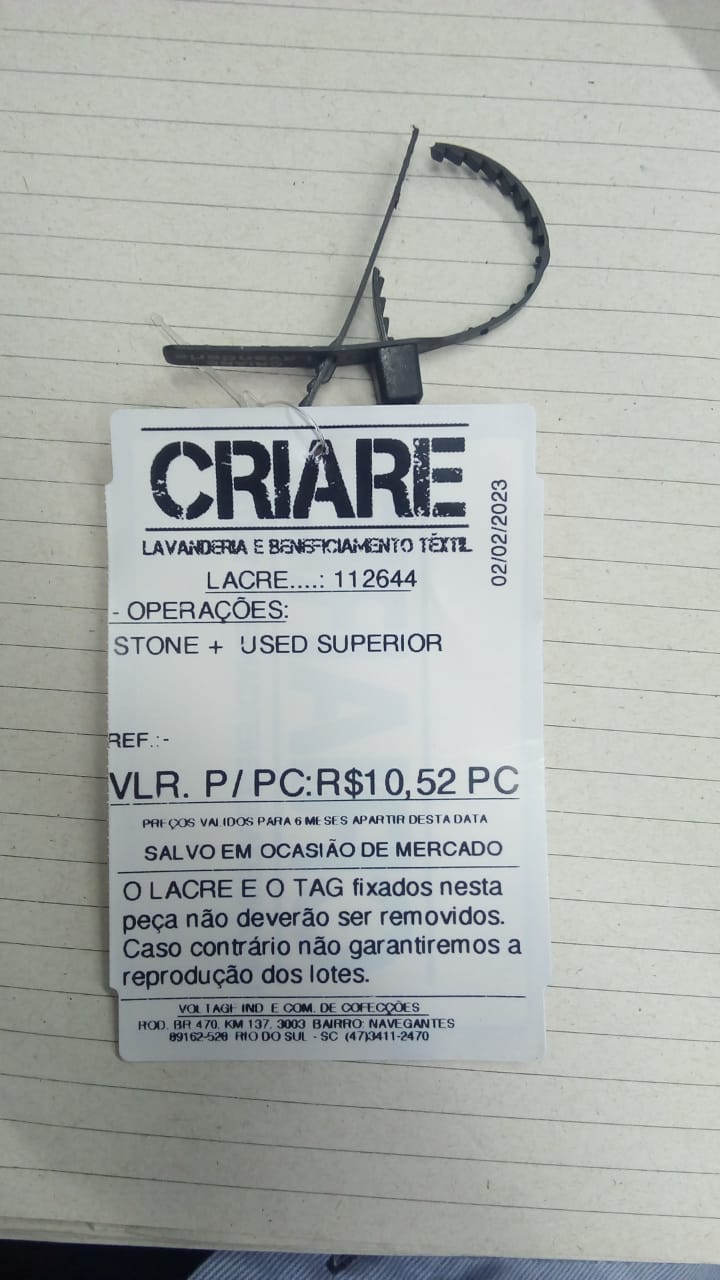 CRIARE
LAVANDERIA E BENEFICIAMENTO TÊXTIL
02/02/2023
LACRE....: 112644
- OPERAÇÕES:
STONE + USED SUPERIOR
REF.:-
VLR. P/ PC:R$10,52 PC
PREÇOS VALIDOS PARA 6 MESES APARTIR DESTA DATA
SALVO EM OCASIÃO DE MERCADO
O LACRE E O TAG fixados nesta
peça não deverão ser removidos.
Caso contrário não garantiremos a
reprodução dos lotes.
VOLTAGE IND E COM. DE COFECÇÕES
ROD. BR 470, KM 137, 3003 BAIRRO: NAVEGANTES
89162-520 RIO DO SUL - SC (47)3411-2470